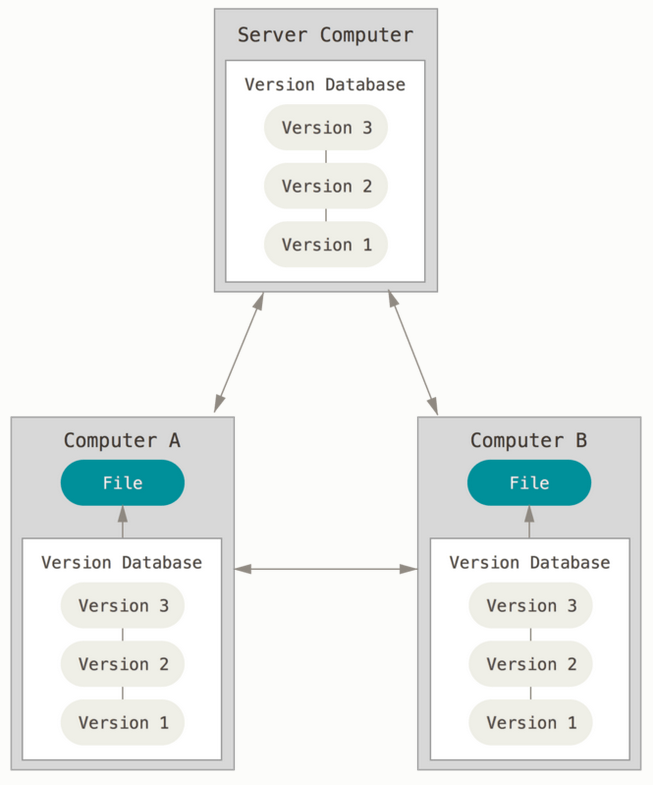 Server Computer
Version Database
Version 3
Version 2
Version 1
Computer A
File
Version Database
Version 3
Version 2
Version 1
Computer B
File
Version Database
Version 3
Version 2
Version 1